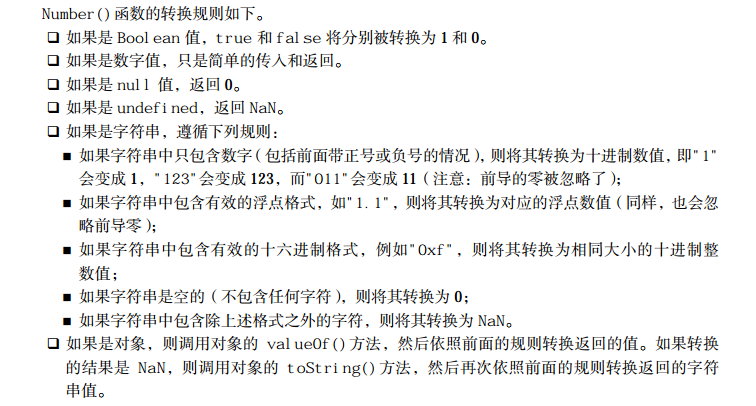 Number()函数的转换规则如下。
❑ 如果是 Boolean 值，true 和 false 将分别被转换为 1 和 0。
❑ 如果是数字值，只是简单的传入和返回。
❑ 如果是 null 值，返回 0。
❑ 如果是 undefined，返回 NaN。
❑ 如果是字符串，遵循下列规则：
■ 如果字符串中只包含数字（包括前面带正号或负号的情况），则将其转换为十进制数值，即"1"
会变成 1，"123"会变成 123，而"011"会变成 11（注意：前导的零被忽略了）；
■ 如果字符串中包含有效的浮点格式，如"1.1"，则将其转换为对应的浮点数值（同样，也会忽
略前导零）；
■ 如果字符串中包含有效的十六进制格式，例如"0xf"，则将其转换为相同大小的十进制整
数值；
■ 如果字符串是空的（不包含任何字符），则将其转换为 0；
■ 如果字符串中包含除上述格式之外的字符，则将其转换为 NaN。
❑ 如果是对象，则调用对象的 valueOf()方法，然后依照前面的规则转换返回的值。如果转换
的结果是 NaN，则调用对象的 toString()方法，然后再次依照前面的规则转换返回的字符
串值。